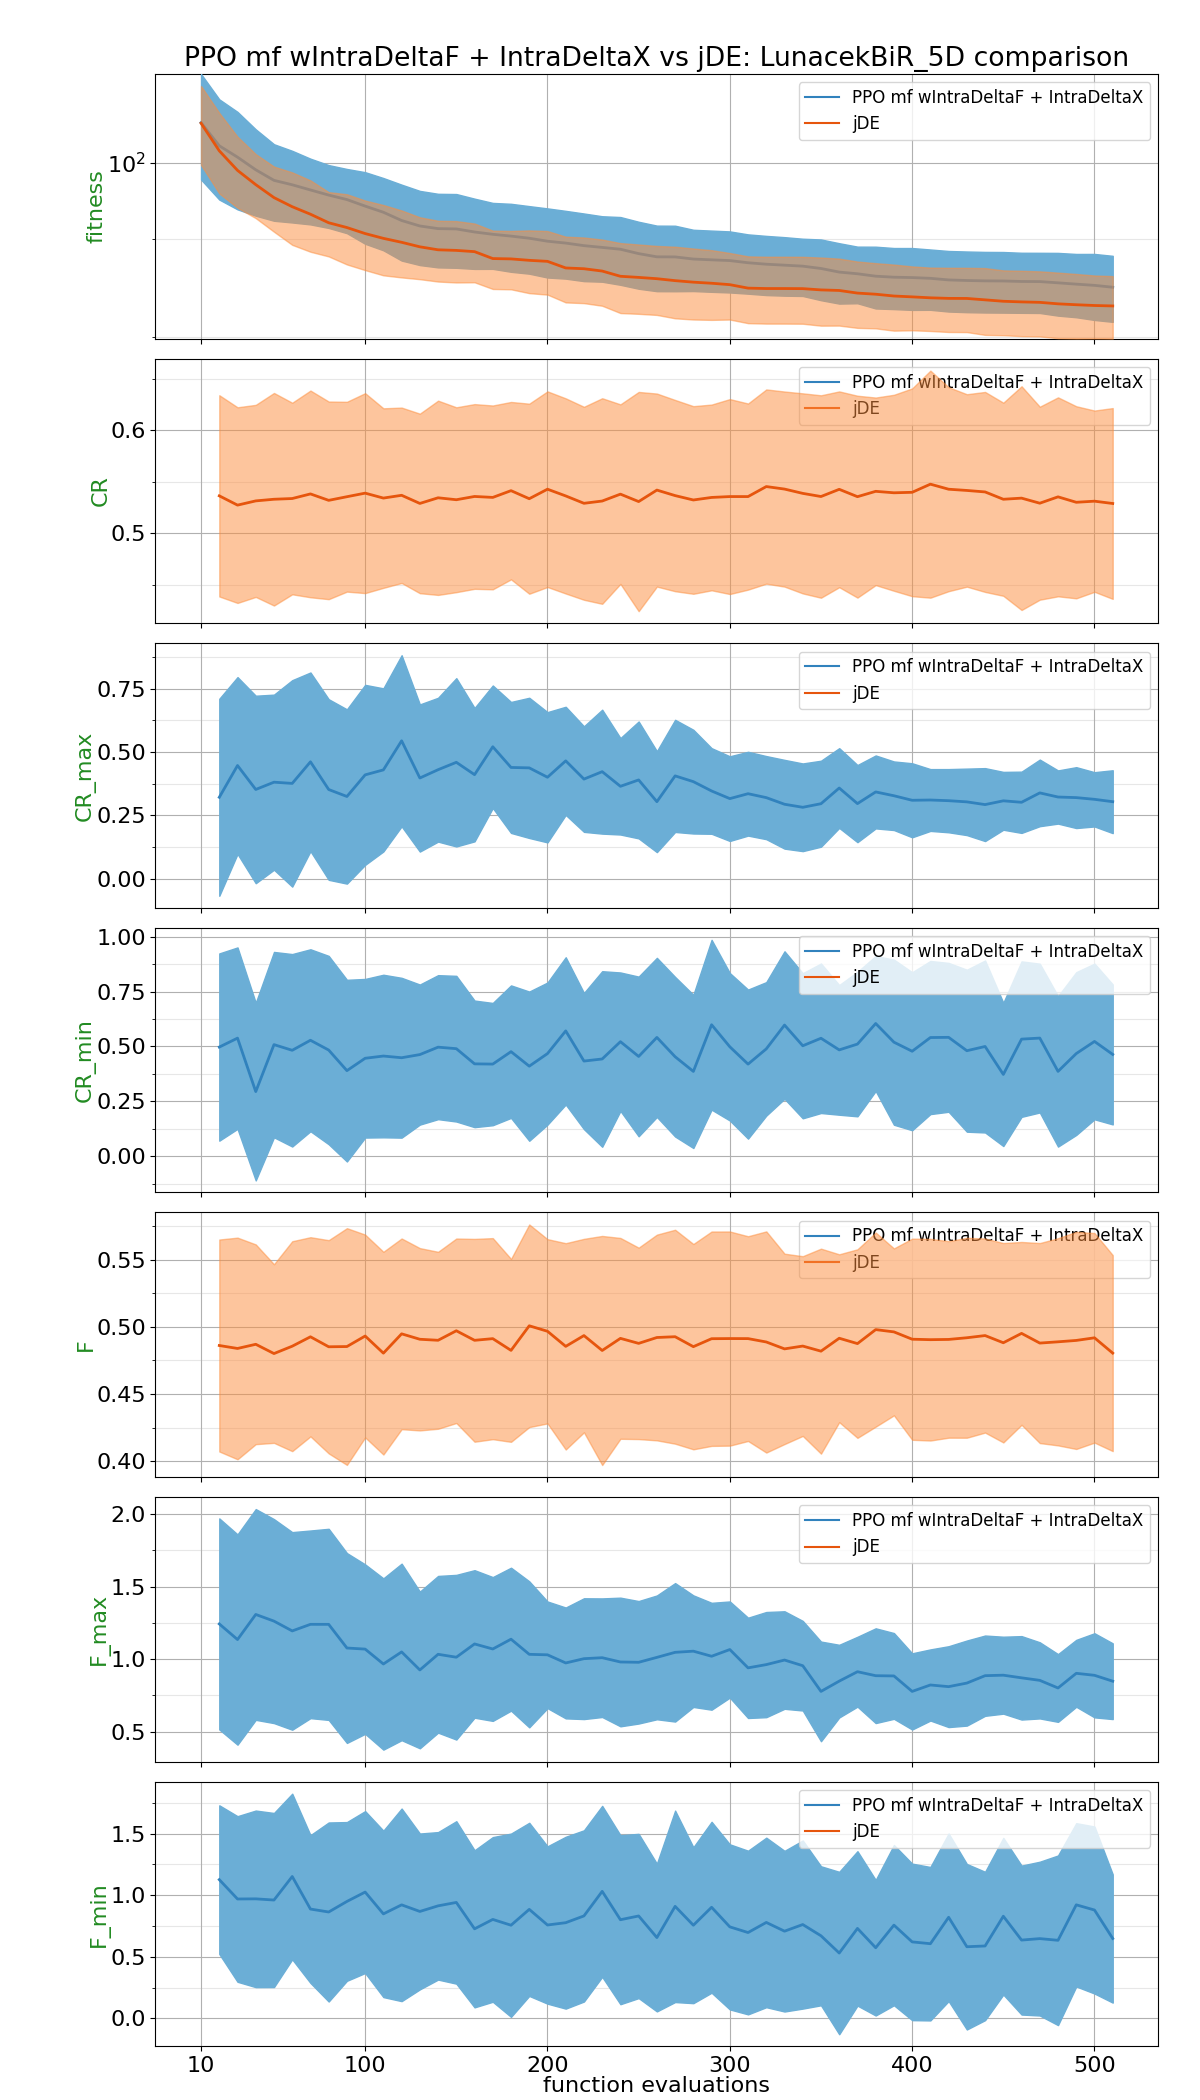 PPO mf wIntraDeltaF + IntraDeltaX vs jDE: LunacekBiR_5D comparison
fitness
10²
PPO mf wIntraDeltaF + IntraDeltaX
jDE
CR
0.6
0.5
PPO mf wIntraDeltaF + IntraDeltaX
jDE
CR_max
0.75
0.50
0.25
0.00
PPO mf wIntraDeltaF + IntraDeltaX
jDE
CR_min
1.00
0.75
0.50
0.25
0.00
PPO mf wIntraDeltaF + IntraDeltaX
jDE
F
0.55
0.50
0.45
0.40
PPO mf wIntraDeltaF + IntraDeltaX
jDE
F_max
2.0
1.5
1.0
0.5
PPO mf wIntraDeltaF + IntraDeltaX
jDE
F_min
1.5
1.0
0.5
0.0
PPO mf wIntraDeltaF + IntraDeltaX
jDE
10 100 200 300 400 500
function evaluations